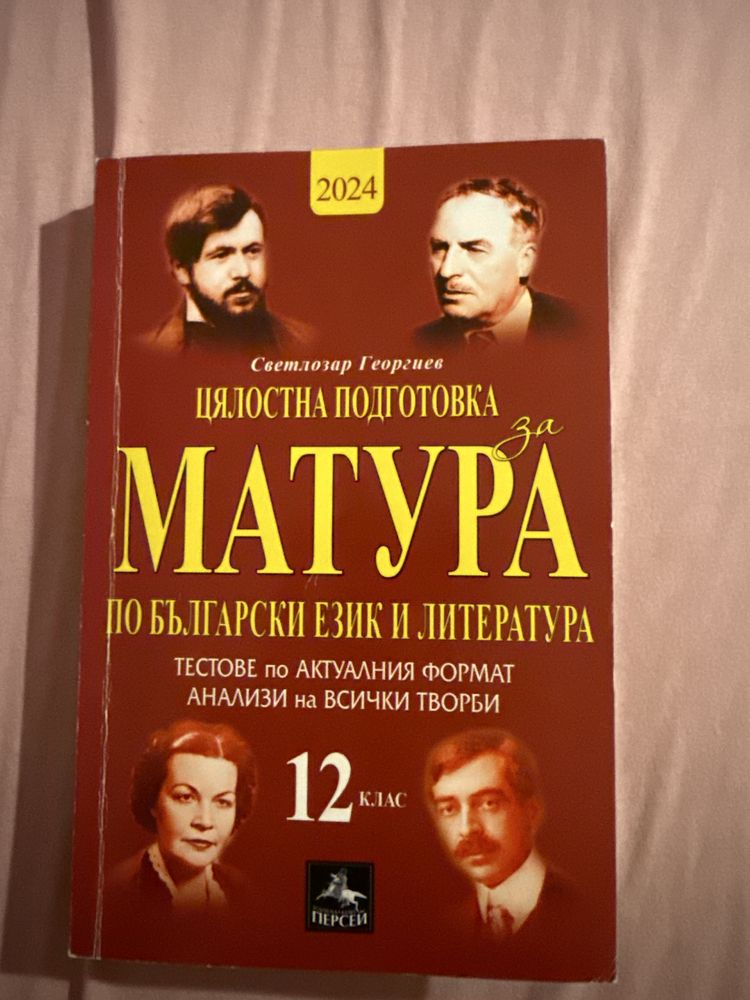 2024
Светлозар Георгиев
ЦЯЛОСТНА ПОДГОТОВКА
за
МАТУРА
ПО БЪЛГАРСКИ ЕЗИК И ЛИТЕРАТУРА
ТЕСТОВЕ по АКТУАЛНИЯ ФОРМАТ
АНАЛИЗИ на ВСИЧКИ ТВОРБИ
12 КЛАС
ПЕРСЕЙ